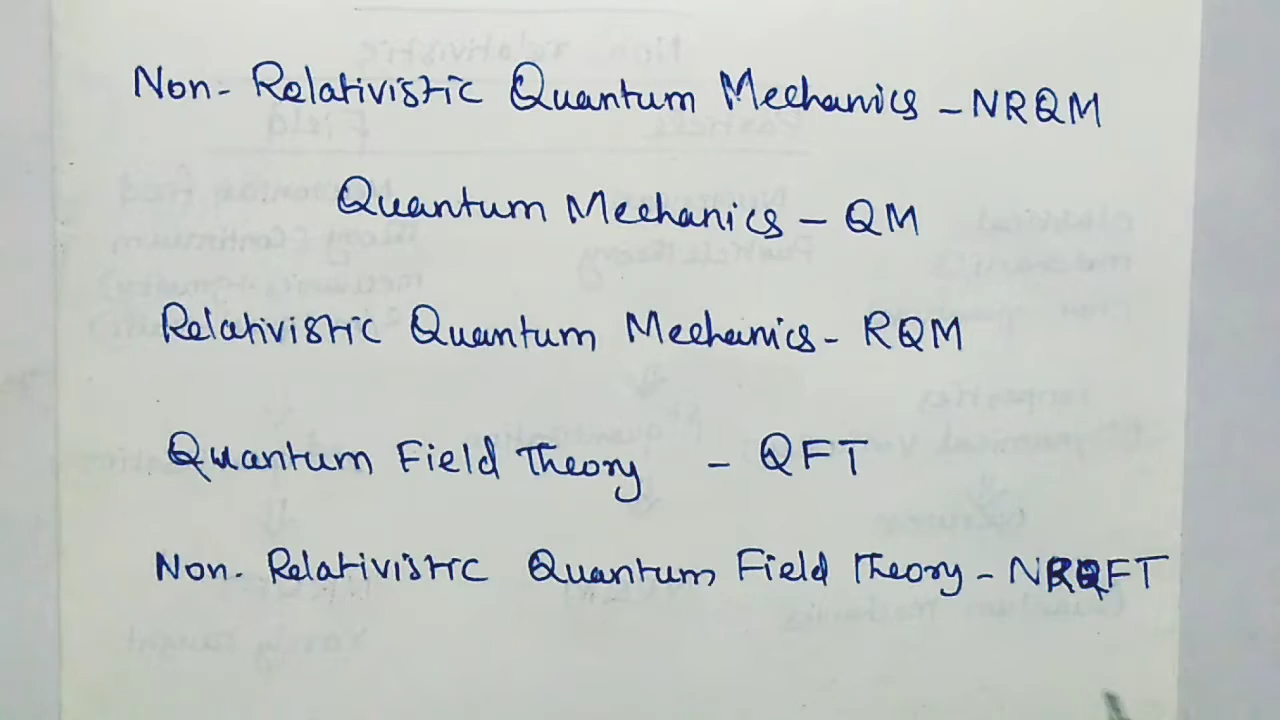 Non-Relativistic Quantum Mechanics - NRQM
Quantum Mechanics - QM
Relativistic Quantum Mechanics - RQM
Quantum Field Theory - QFT
Non-Relativistic Quantum Field Theory - NRQFT